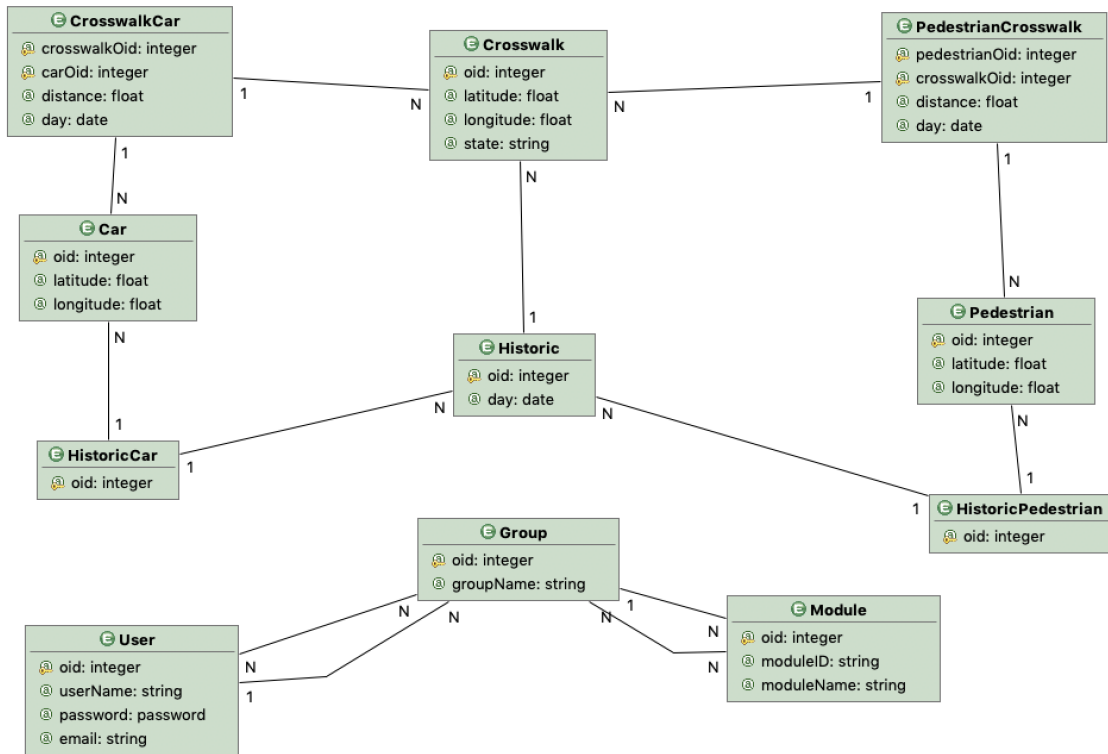 CrosswalkCar
crosswalkOid: integer
carOid: integer
distance: float
day: date
Crosswalk
oid: integer
latitude: float
longitude: float
state: string
PedestrianCrosswalk
pedestrianOid: integer
crosswalkOid: integer
distance: float
day: date
1
N
N
1
1
N
N
1
1
N
Car
oid: integer
latitude: float
longitude: float
Historic
oid: integer
day: date
Pedestrian
oid: integer
latitude: float
longitude: float
N
1
N
1
N
1
N
1
HistoricCar
oid: integer
HistoricPedestrian
oid: integer
Group
oid: integer
groupName: string
N
N
N
1
1
N
N
N
User
oid: integer
userName: string
password: password
email: string
Module
oid: integer
moduleID: string
moduleName: string